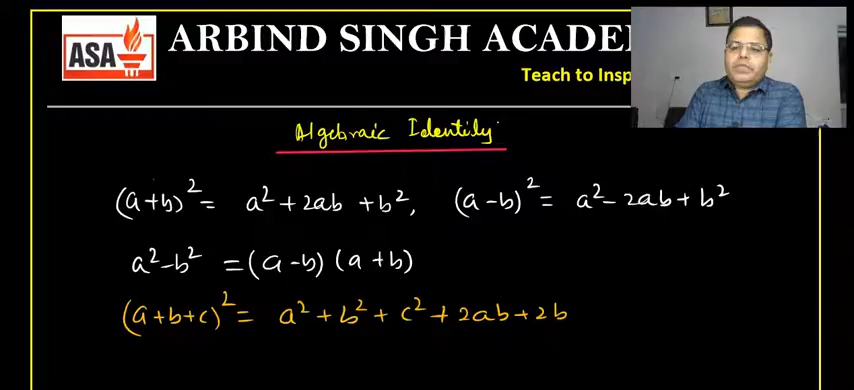 ASA
ARBIND SINGH ACADE
Teach to Insp
Algebraic Identity
(a+b)² = a² + 2ab + b², (a-b)² = a² - 2ab + b²
a² - b² = (a-b) (a+b)
(a+b+c)² = a² + b² + c² + 2ab + 2b